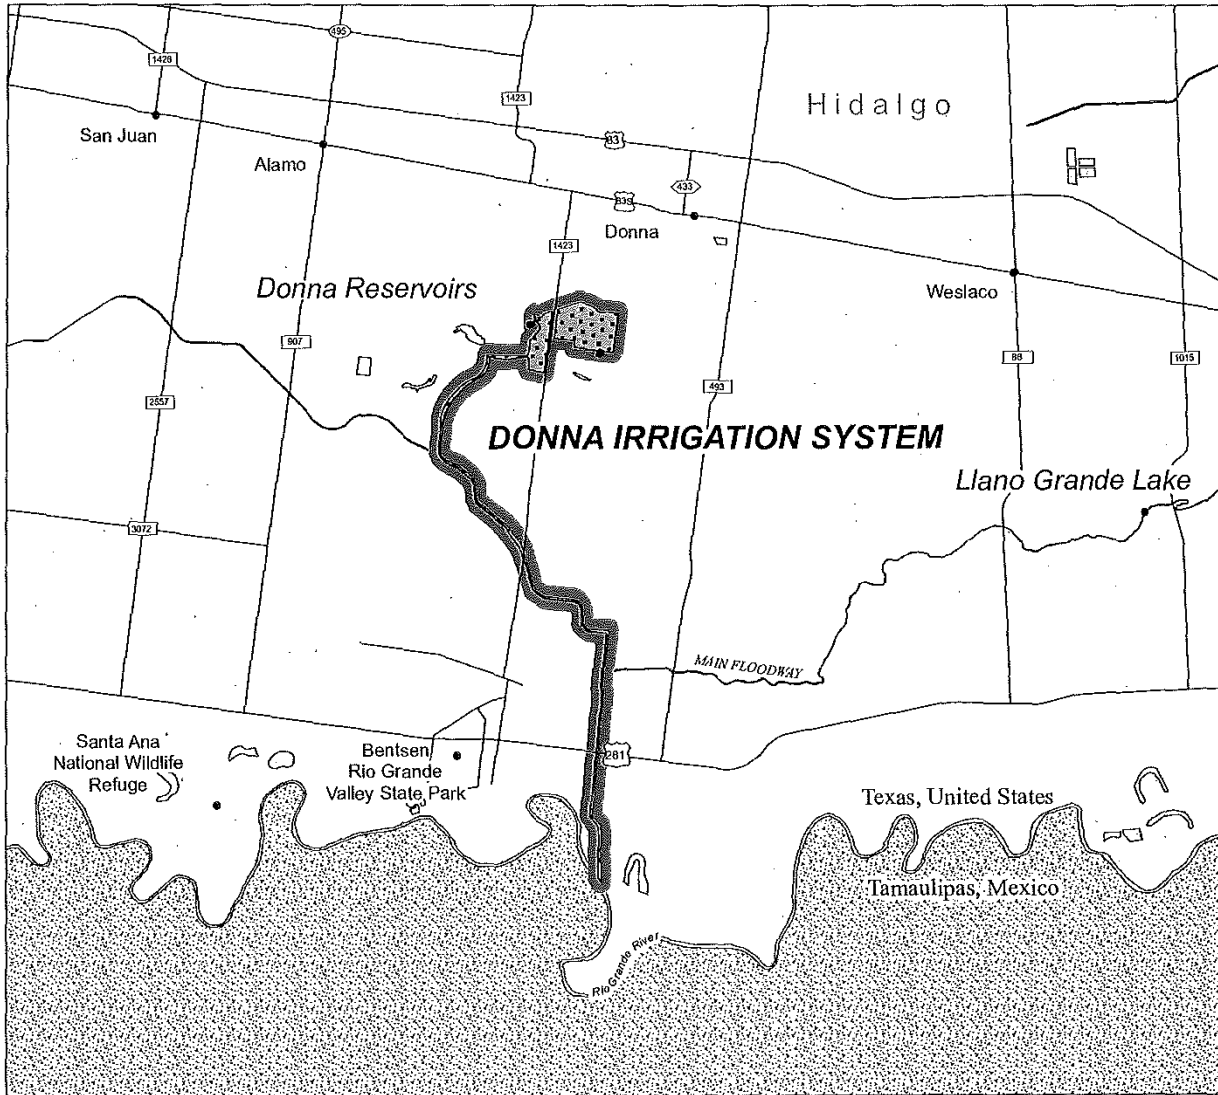 495
1426
1423
Hidalgo
San Juan
83
Alamo
433
83S
Donna
1423
Donna Reservoirs
Weslaco
907
88
1015
493
2557
DONNA IRRIGATION SYSTEM
Llano Grande Lake
3072
MAIN FLOODWAY
281
Santa Ana
National Wildlife
Refuge
Bentsen
Rio Grande
Valley State Park
Texas, United States
Tamaulipas, Mexico
Rio Grande River